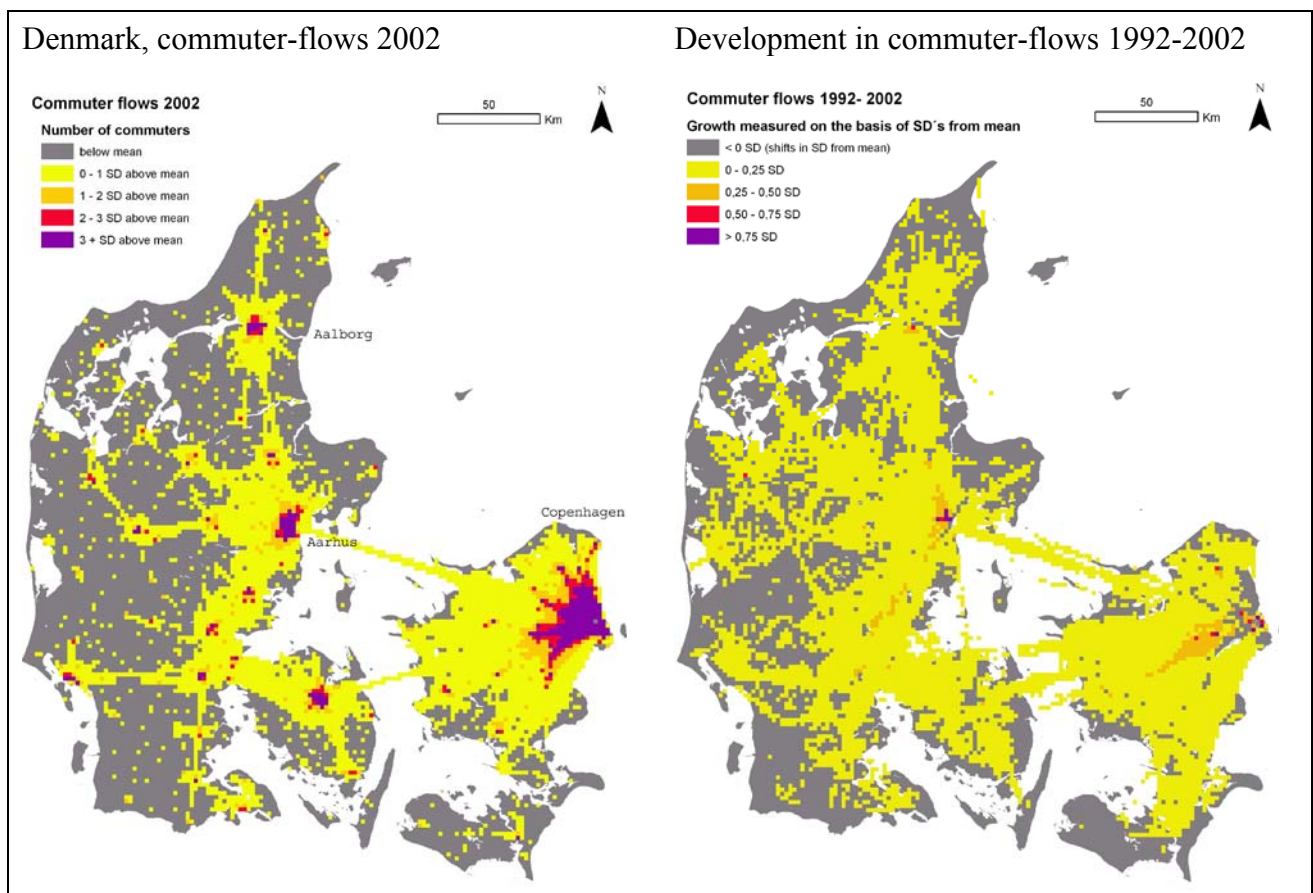 Denmark, commuter-flows 2002
Development in commuter-flows 1992-2002
Commuter flows 2002
50
Km
N
Number of commuters
below mean
0 - 1 SD above mean
1 - 2 SD above mean
2 - 3 SD above mean
3 + SD above mean
Aalborg
Aarhus
Copenhagen
Commuter flows 1992- 2002
50
Km
N
Growth measured on the basis of SD´s from mean
< 0 SD (shifts in SD from mean)
0 - 0,25 SD
0,25 - 0,50 SD
0,50 - 0,75 SD
> 0,75 SD